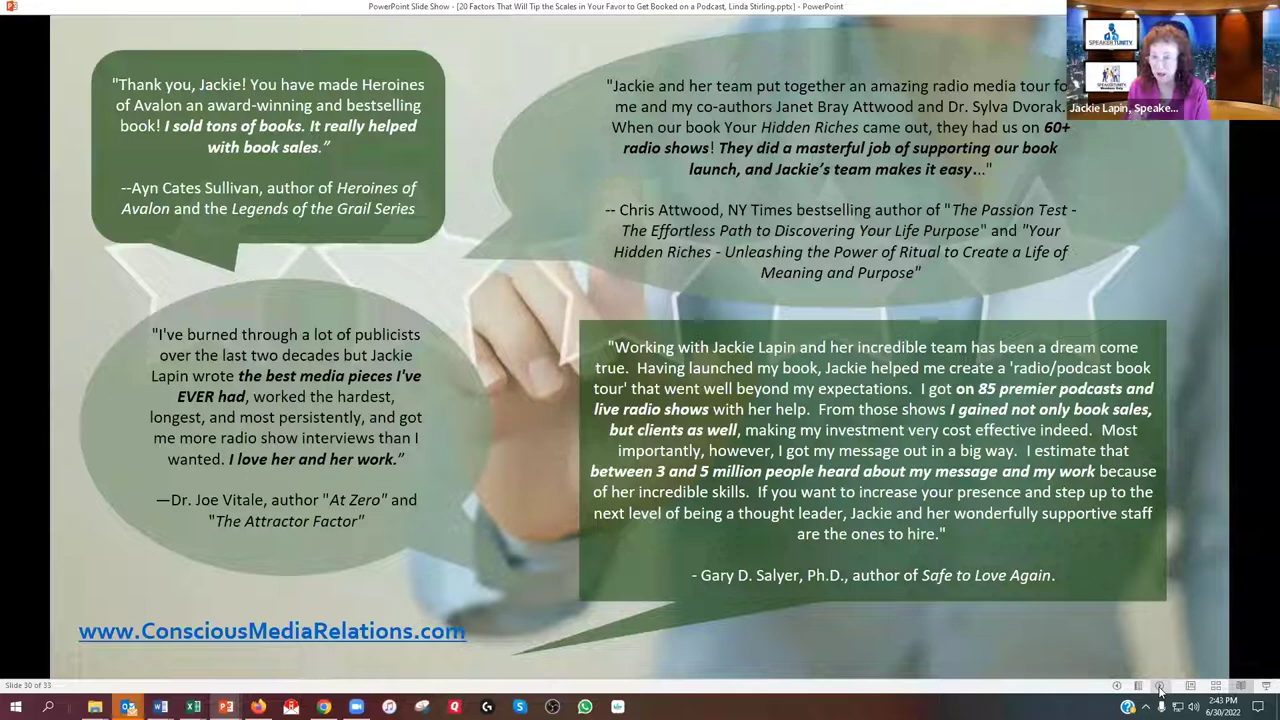 PowerPoint Slide Show - [20 Factors That Will Tip the Scales in Your Favor to Get Booked on a Podcast, Linda Stirling.pptx] - PowerPoint
"Thank you, Jackie! You have made Heroines
of Avalon an award-winning and bestselling
book! I sold tons of books. It really helped
with book sales.”
--Ayn Cates Sullivan, author of Heroines of
Avalon and the Legends of the Grail Series
"Jackie and her team put together an amazing radio media tour fo
me and my co-authors Janet Bray Attwood and Dr. Sylva Dvorak.
When our book Your Hidden Riches came out, they had us on 60+
radio shows! They did a masterful job of supporting our book
launch, and Jackie’s team makes it easy..."
-- Chris Attwood, NY Times bestselling author of "The Passion Test -
The Effortless Path to Discovering Your Life Purpose" and "Your
Hidden Riches - Unleashing the Power of Ritual to Create a Life of
Meaning and Purpose"
SPEAKERTUNITY
Jackie Lapin, Speake...
"I've burned through a lot of publicists
over the last two decades but Jackie
Lapin wrote the best media pieces I've
EVER had, worked the hardest,
longest, and most persistently, and got
me more radio show interviews than I
wanted. I love her and her work.”
—Dr. Joe Vitale, author "At Zero" and
"The Attractor Factor"
"Working with Jackie Lapin and her incredible team has been a dream come
true. Having launched my book, Jackie helped me create a 'radio/podcast book
tour' that went well beyond my expectations. I got on 85 premier podcasts and
live radio shows with her help. From those shows I gained not only book sales,
but clients as well, making my investment very cost effective indeed. Most
importantly, however, I got my message out in a big way. I estimate that
between 3 and 5 million people heard about my message and my work because
of her incredible skills. If you want to increase your presence and step up to the
next level of being a thought leader, Jackie and her wonderfully supportive staff
are the ones to hire."
- Gary D. Salyer, Ph.D., author of Safe to Love Again.
www.ConsciousMediaRelations.com
Slide 30 of 33
2:43 PM
6/30/2022